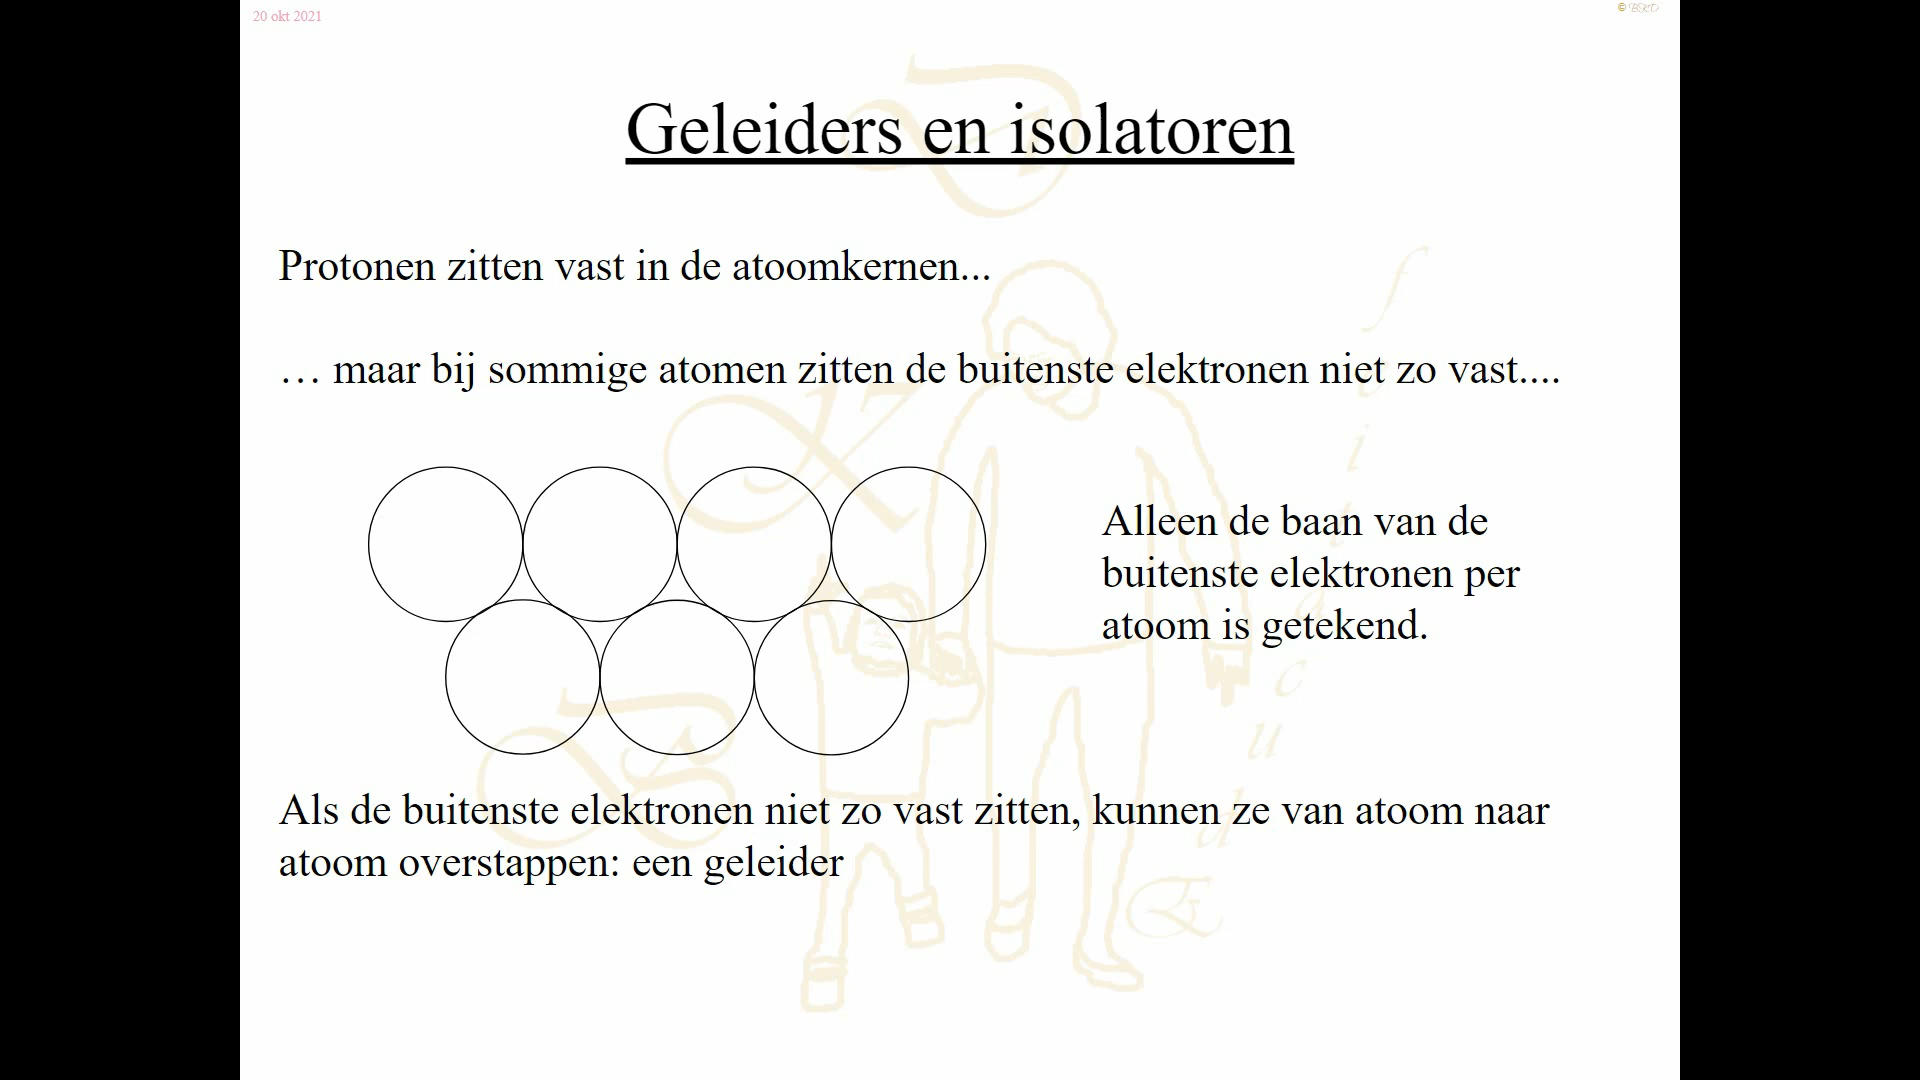 20 okt 2021
© BKD
Geleiders en isolatoren
Protonen zitten vast in de atoomkernen...
… maar bij sommige atomen zitten de buitenste elektronen niet zo vast....
Alleen de baan van de
buitenste elektronen per
atoom is getekend.
Als de buitenste elektronen niet zo vast zitten, kunnen ze van atoom naar
atoom overstappen: een geleider